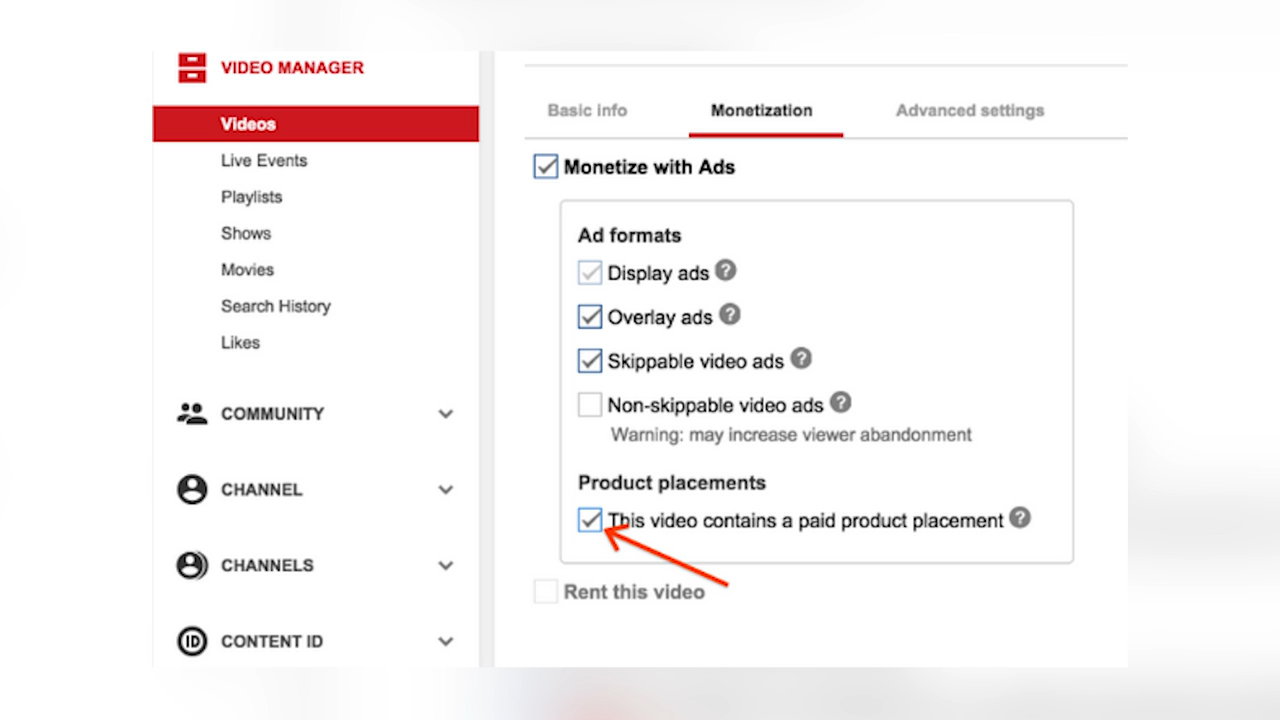 VIDEO MANAGER
Videos
Live Events
Playlists
Shows
Movies
Search History
Likes
COMMUNITY
CHANNEL
CHANNELS
ID CONTENT ID
Basic info Monetization Advanced settings
Monetize with Ads
Ad formats
Display ads ?
Overlay ads ?
Skippable video ads ?
Non-skippable video ads ?
Warning: may increase viewer abandonment
Product placements
This video contains a paid product placement ?
Rent this video